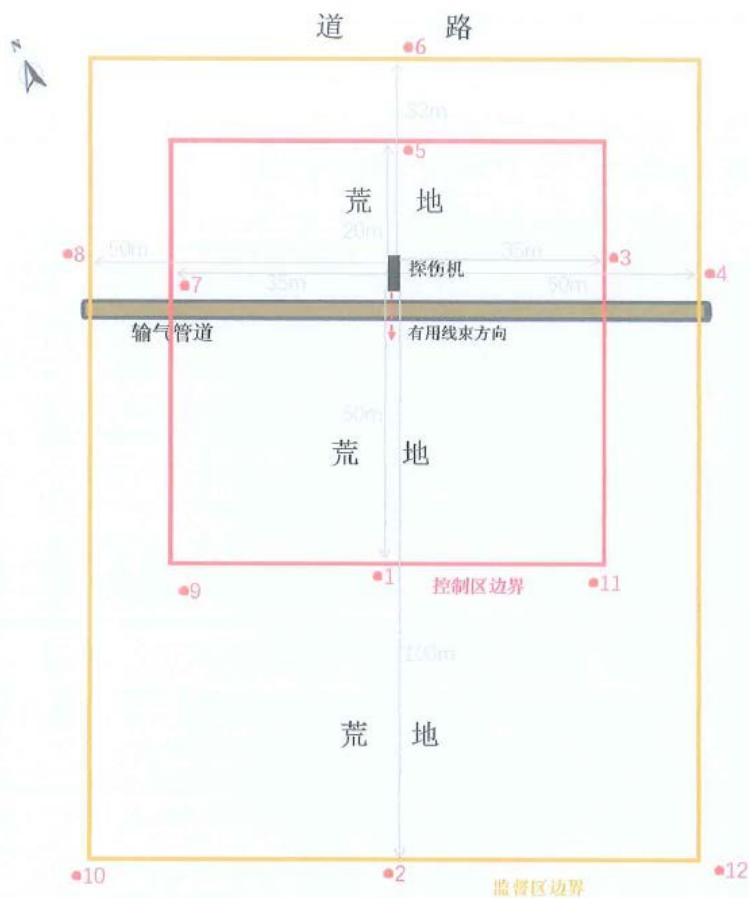 道 路
N
6
32m
5
荒 地
20m
8
50m
35m
3
探伤机
7
35m
50m
4
输气管道
有用线束方向
50m
荒 地
1
9
控制区边界
11
100m
荒 地
10
2
12
监督区边界